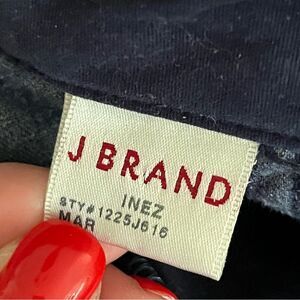 J BRAND
INEZ
STY# 1225J616
MAR